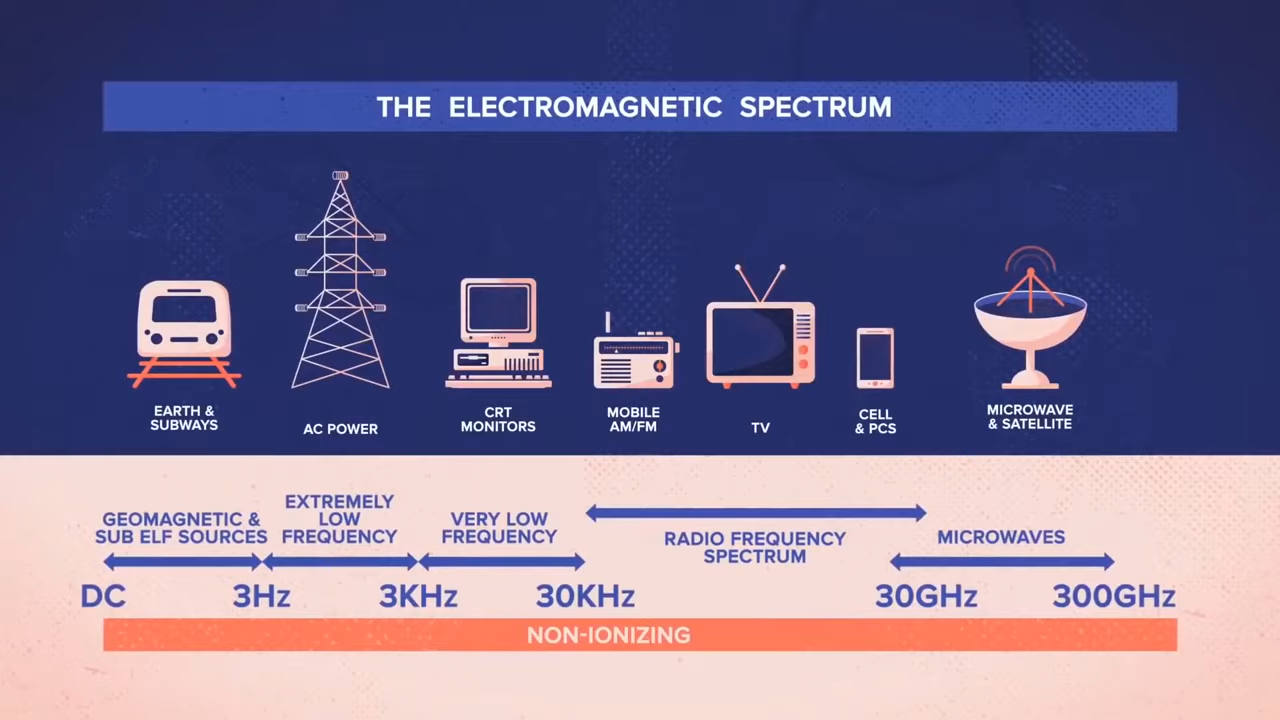 THE ELECTROMAGNETIC SPECTRUM
EARTH &
SUBWAYS
AC POWER
CRT
MONITORS
MOBILE
AM/FM
TV
CELL
& PCS
MICROWAVE
& SATELLITE
GEOMAGNETIC &
SUB ELF SOURCES
EXTREMELY
LOW
FREQUENCY
VERY LOW
FREQUENCY
RADIO FREQUENCY
SPECTRUM
MICROWAVES
DC
3Hz
3KHz
30KHz
30GHz
300GHz
NON-IONIZING